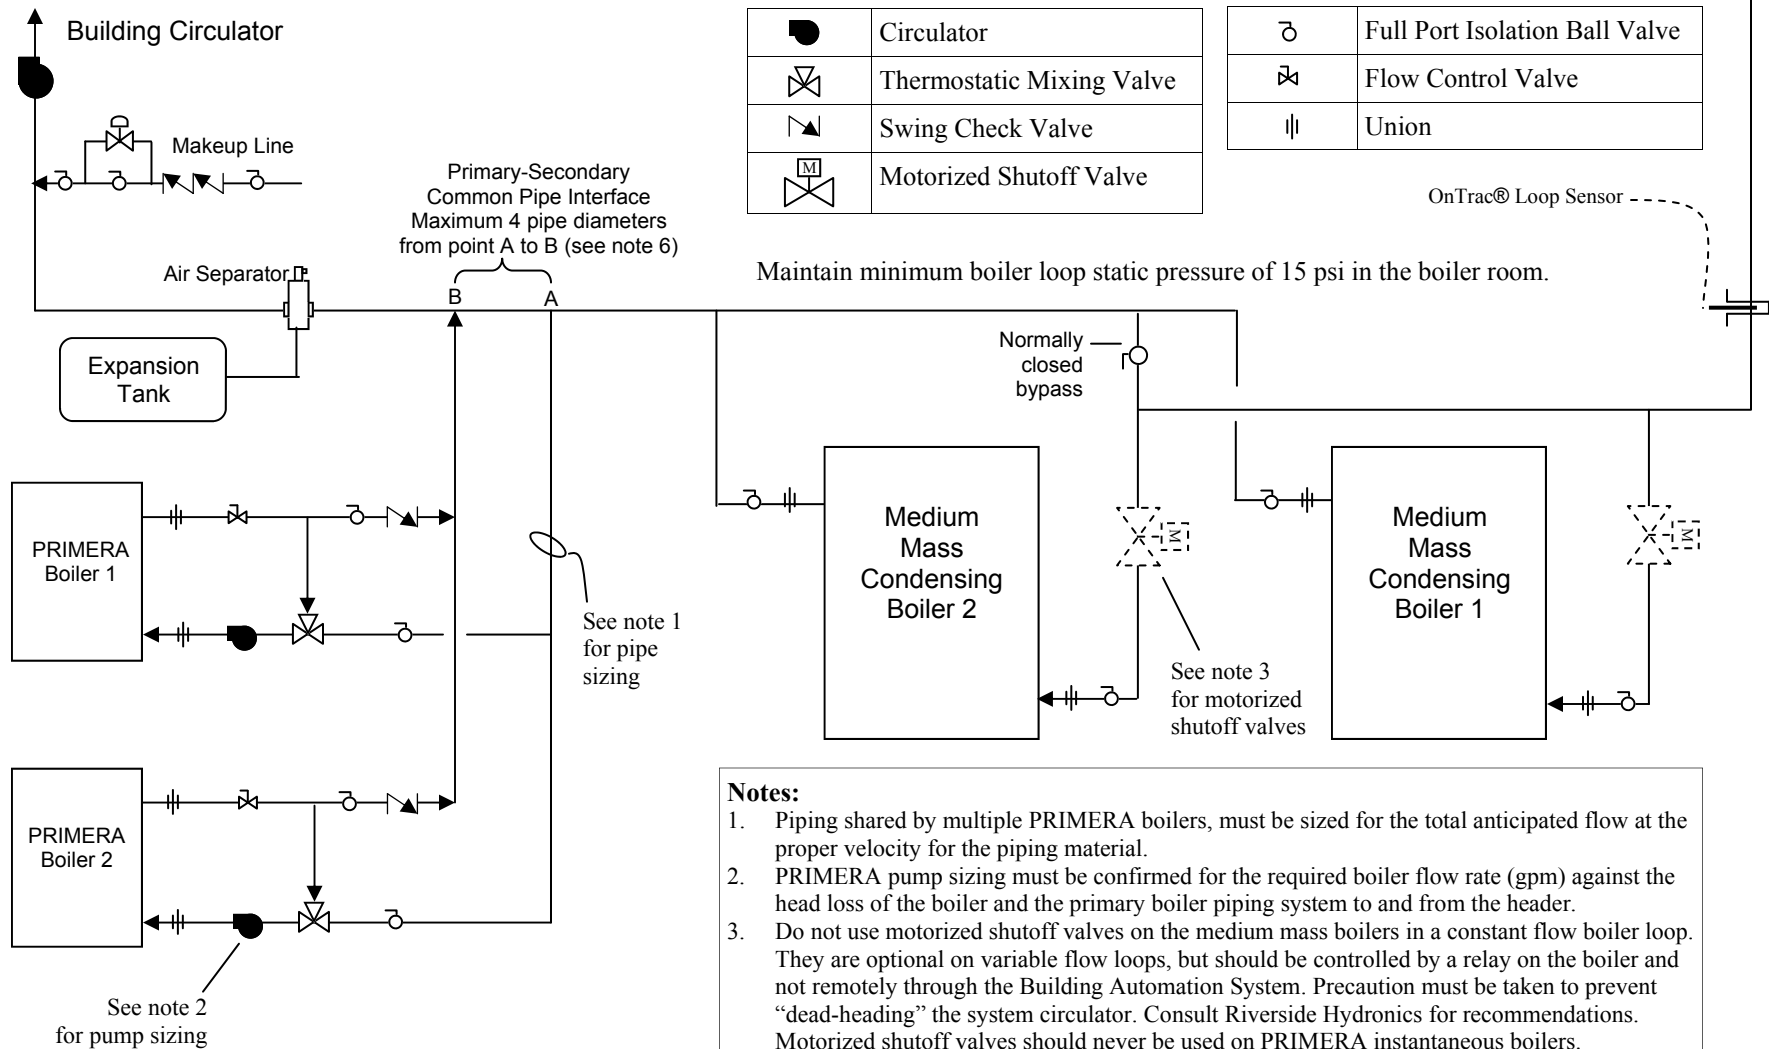 Building Circulator
Makeup Line
Primary-Secondary
Common Pipe Interface
Maximum 4 pipe diameters
from point A to B (see note 6)
Air Separator
B
A
Expansion
Tank
Circulator
Thermostatic Mixing Valve
Swing Check Valve
M
Motorized Shutoff Valve
Full Port Isolation Ball Valve
Flow Control Valve
Union
OnTrac® Loop Sensor
Maintain minimum boiler loop static pressure of 15 psi in the boiler room.
Normally
closed
bypass
PRIMERA
Boiler 1
See note 1
for pipe
sizing
Medium
Mass
Condensing
Boiler 2
M
See note 3
for motorized
shutoff valves
Medium
Mass
Condensing
Boiler 1
M
PRIMERA
Boiler 2
See note 2
for pump sizing
Notes:
1. Piping shared by multiple PRIMERA boilers, must be sized for the total anticipated flow at the
proper velocity for the piping material.
2. PRIMERA pump sizing must be confirmed for the required boiler flow rate (gpm) against the
head loss of the boiler and the primary boiler piping system to and from the header.
3. Do not use motorized shutoff valves on the medium mass boilers in a constant flow boiler loop.
They are optional on variable flow loops, but should be controlled by a relay on the boiler and
not remotely through the Building Automation System. Precaution must be taken to prevent
“dead-heading” the system circulator. Consult Riverside Hydronics for recommendations.
Motorized shutoff valves should never be used on PRIMERA instantaneous boilers.